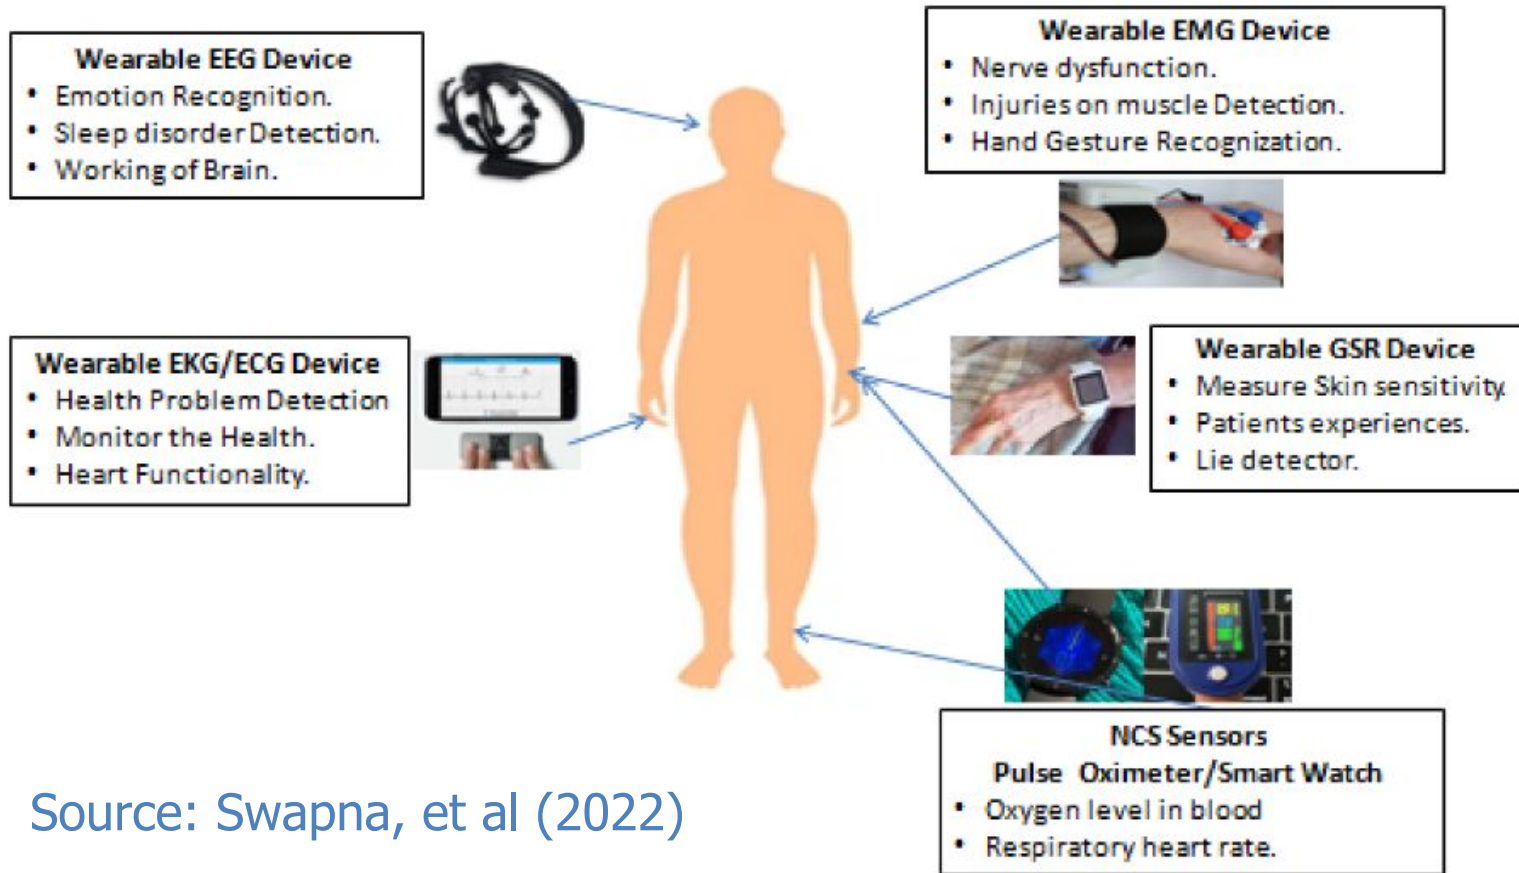 Wearable EEG Device
• Emotion Recognition.
• Sleep disorder Detection.
• Working of Brain.
Wearable EMG Device
• Nerve dysfunction.
• Injuries on muscle Detection.
• Hand Gesture Recognization.
Wearable EKG/ECG Device
• Health Problem Detection
• Monitor the Health.
• Heart Functionality.
Wearable GSR Device
• Measure Skin sensitivity.
• Patients experiences.
• Lie detector.
NCS Sensors
Pulse Oximeter/Smart Watch
• Oxygen level in blood
• Respiratory heart rate.
Source: Swapna, et al (2022)